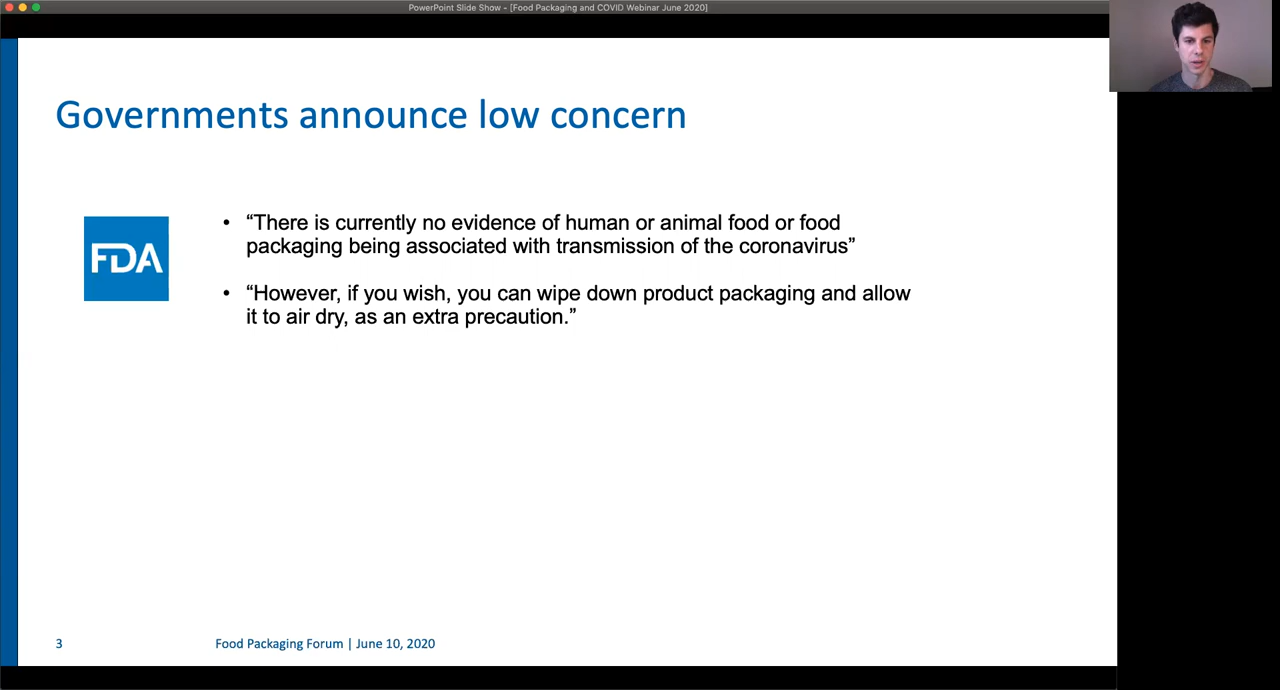 PowerPoint Slide Show - [Food Packaging and COVID Webinar June 2020]
Governments announce low concern
FDA
• “There is currently no evidence of human or animal food or food
packaging being associated with transmission of the coronavirus”
• “However, if you wish, you can wipe down product packaging and allow
it to air dry, as an extra precaution.”
3
Food Packaging Forum | June 10, 2020